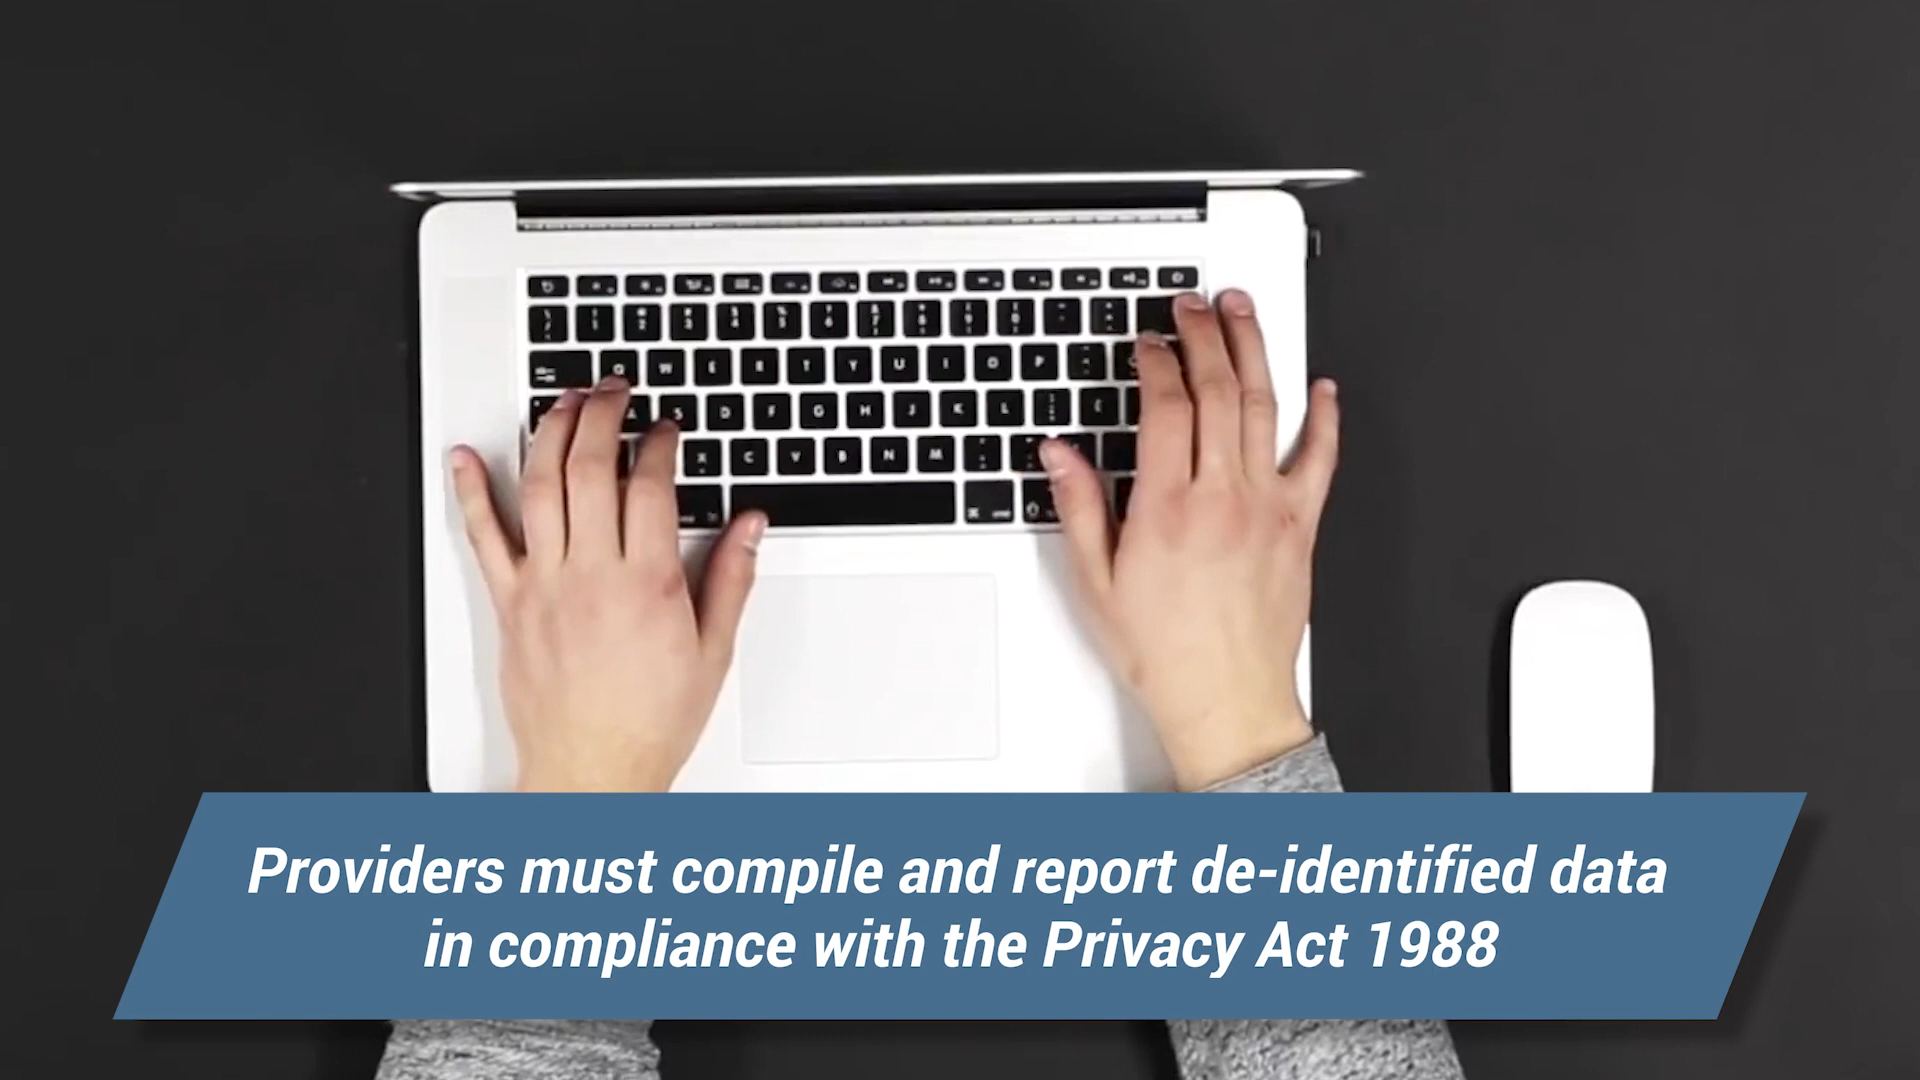 Providers must compile and report de-identified data
in compliance with the Privacy Act 1988
Q W E R T Y U I O P
A S D F G H J K L
X C V B N M